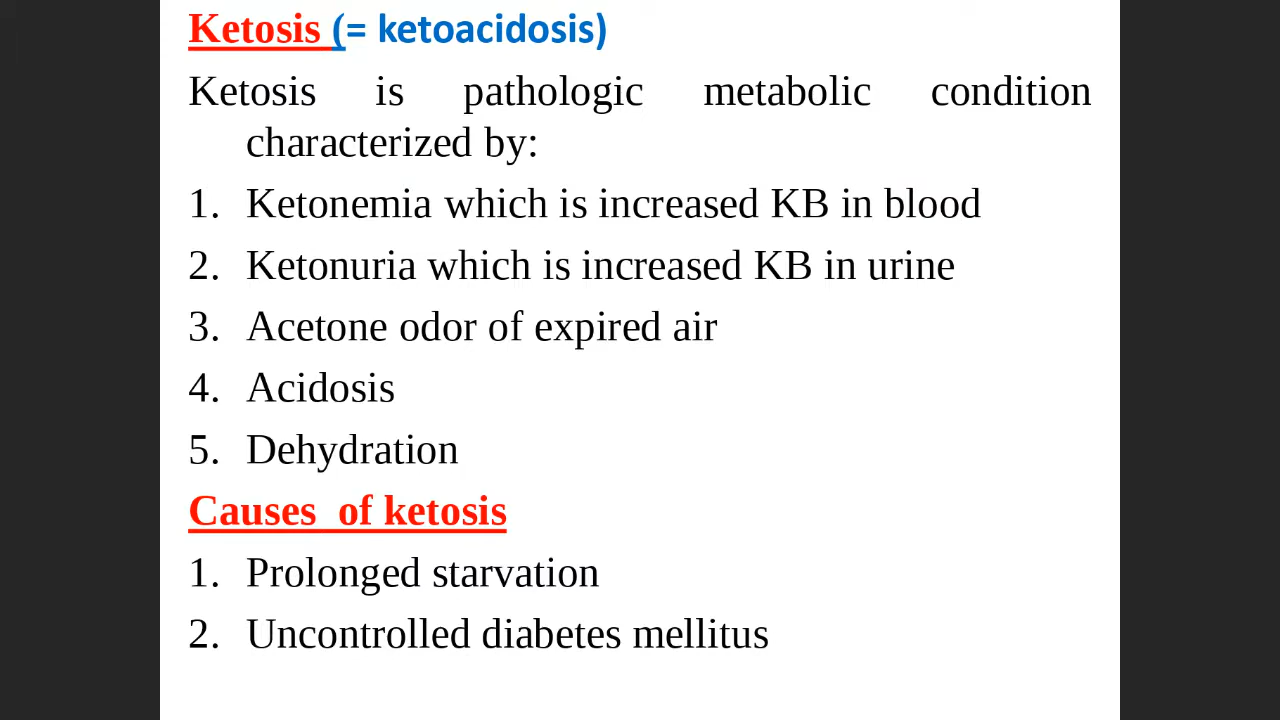 Ketosis (= ketoacidosis)
Ketosis is pathologic metabolic condition
characterized by:
1. Ketonemia which is increased KB in blood
2. Ketonuria which is increased KB in urine
3. Acetone odor of expired air
4. Acidosis
5. Dehydration
Causes of ketosis
1. Prolonged starvation
2. Uncontrolled diabetes mellitus